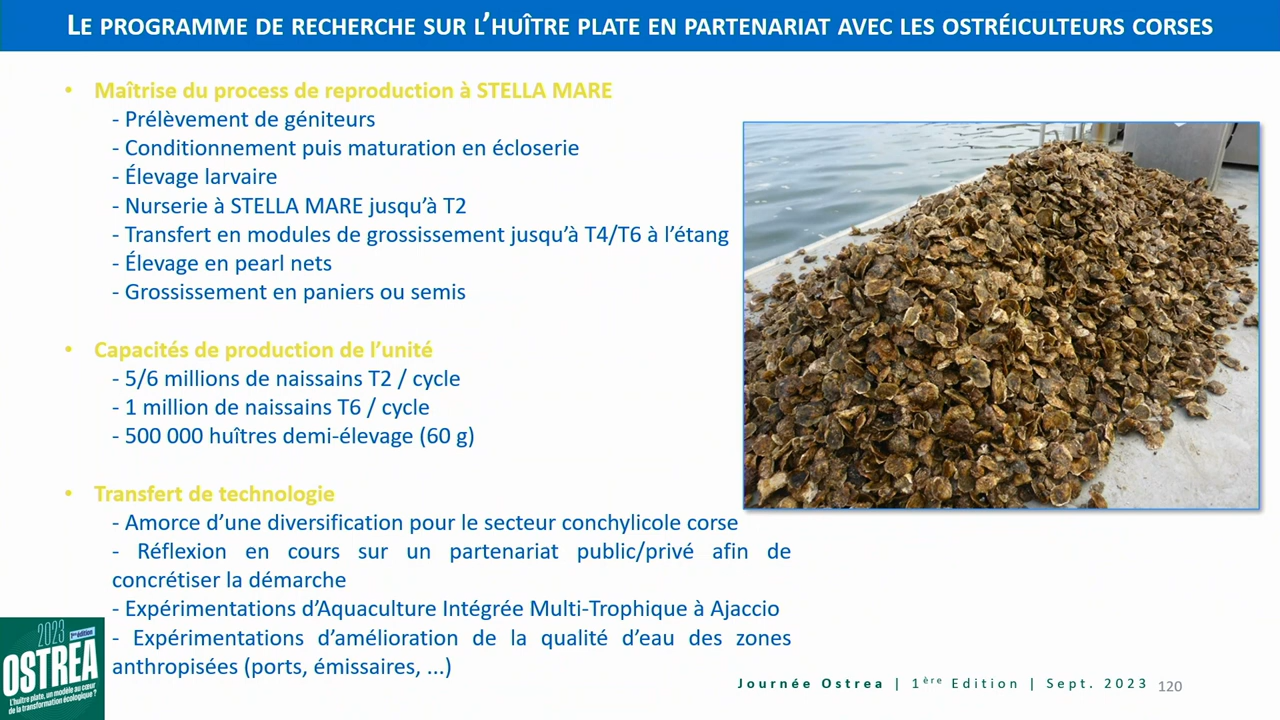 LE PROGRAMME DE RECHERCHE SUR L'HUÎTRE PLATE EN PARTENARIAT AVEC LES OSTRÉICULTEURS CORSES
• Maîtrise du process de reproduction à STELLA MARE
- Prélèvement de géniteurs
- Conditionnement puis maturation en écloserie
- Élevage larvaire
- Nurserie à STELLA MARE jusqu'à T2
- Transfert en modules de grossissement jusqu'à T4/T6 à l'étang
- Élevage en pearl nets
- Grossissement en paniers ou semis
• Capacités de production de l'unité
- 5/6 millions de naissains T2 / cycle
- 1 million de naissains T6 / cycle
- 500 000 huîtres demi-élevage (60 g)
• Transfert de technologie
- Amorce d'une diversification pour le secteur conchylicole corse
- Réflexion en cours sur un partenariat public/privé afin de
concrétiser la démarche
- Expérimentations d'Aquaculture Intégrée Multi-Trophique à Ajaccio
- Expérimentations d'amélioration de la qualité d'eau des zones
anthropisées (ports, émissaires, ...)
2023 1ère édition
OSTREA
L'huître plate, un modèle au cœur
de la transformation écologique ?
Journée Ostrea | 1ère Edition | Sept. 2023 120